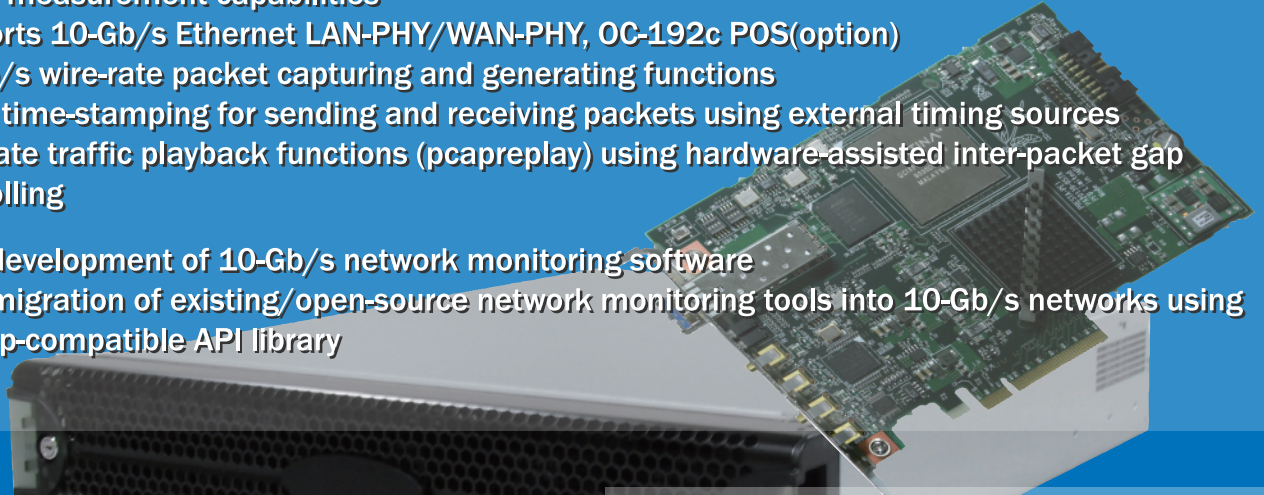 measurement capabilities
orts 10-Gb/s Ethernet LAN-PHY/WAN-PHY, OC-192c POS(option)
/s wire-rate packet capturing and generating functions
time-stamping for sending and receiving packets using external timing sources
ate traffic playback functions (pcapreplay) using hardware-assisted inter-packet gap
olling
development of 10-Gb/s network monitoring software
migration of existing/open-source network monitoring tools into 10-Gb/s networks using
p-compatible API library